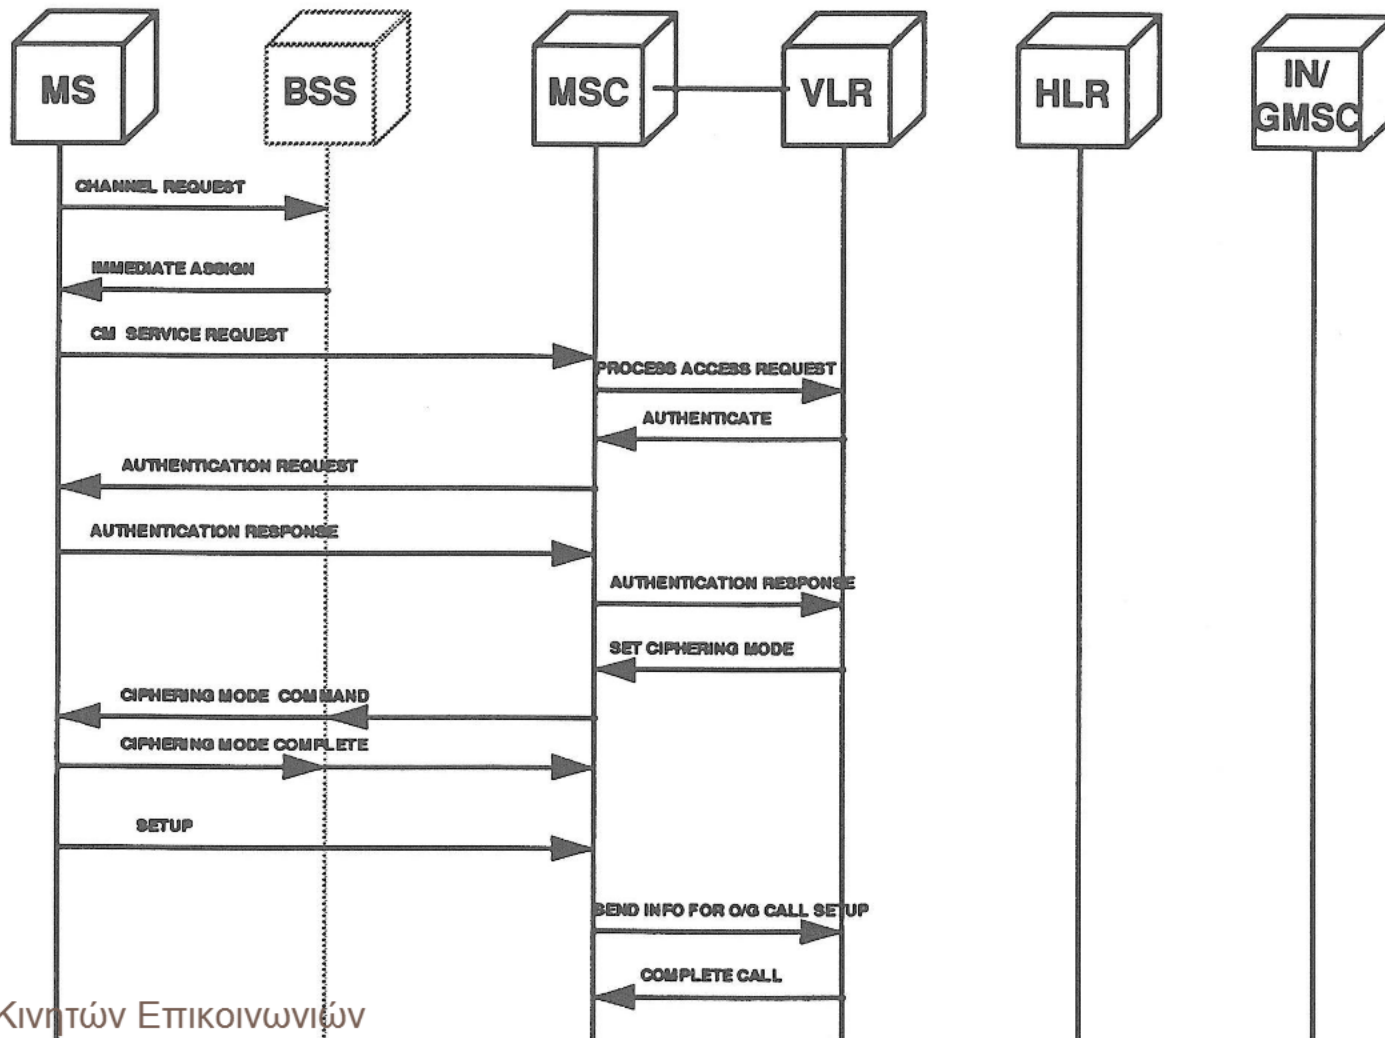 MS
BSS
MSC
VLR
HLR
IN/
GMSC
CHANNEL REQUEST
IMMEDIATE ASSIGN
CM SERVICE REQUEST
PROCESS ACCESS REQUEST
AUTHENTICATE
AUTHENTICATION REQUEST
AUTHENTICATION RESPONSE
AUTHENTICATION RESPONSE
SET CIPHERING MODE
CIPHERING MODE COMMAND
CIPHERING MODE COMPLETE
SETUP
SEND INFO FOR O/G CALL SETUP
COMPLETE CALL
Κινητών Επικοινωνιών